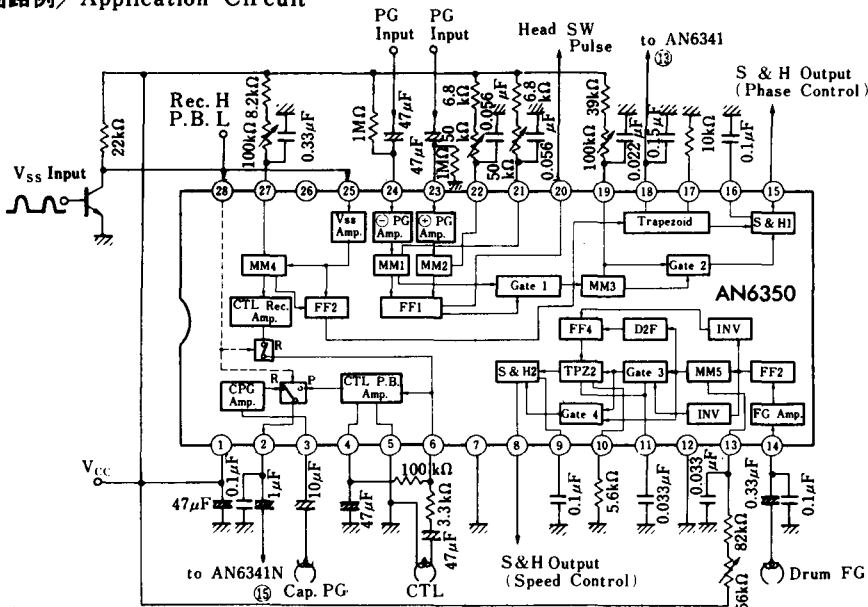 Application Circuit
PG
Input
PG
Input
Head SW
Pulse
to AN6341
⑬
S & H Output
(Phase Control)
Rec. H
P.B. L
22kΩ
8.2kΩ
100kΩ
0.33μF
1MΩ
47μF
47μF
1MΩ
6.8
kΩ
50
kΩ
0.056
μF
6.8
kΩ
50
kΩ
0.056
μF
39kΩ
100kΩ
0.022μF
0.15μF
10kΩ
0.1μF
VSS Input
28
27
26
25
24
23
22
21
20
19
18
17
16
15
Vss
Amp.
⊖ PG
Amp.
⊕ PG
Amp.
Trapezoid
S & H1
MM4
MM1
MM2
Gate 1
MM3
Gate 2
CTL Rec.
Amp.
FF2
FF1
AN6350
R
FF4
D2F
INV
CPG
Amp.
R
P
CTL P.B.
Amp.
S & H2
TPZ2
Gate 3
MM5
FF2
Gate 4
INV
FG Amp.
1
2
3
4
5
6
7
8
9
10
11
12
13
14
VCC
47μF
0.1μF
1μF
10μF
47μF
100kΩ
3.3kΩ
47μF
0.1μF
5.6kΩ
0.033μF
0.033
μF
82kΩ
56kΩ
0.33μF
0.1μF
to AN6341N
⑮
Cap. PG
CTL
S&H Output
(Speed Control)
Drum FG